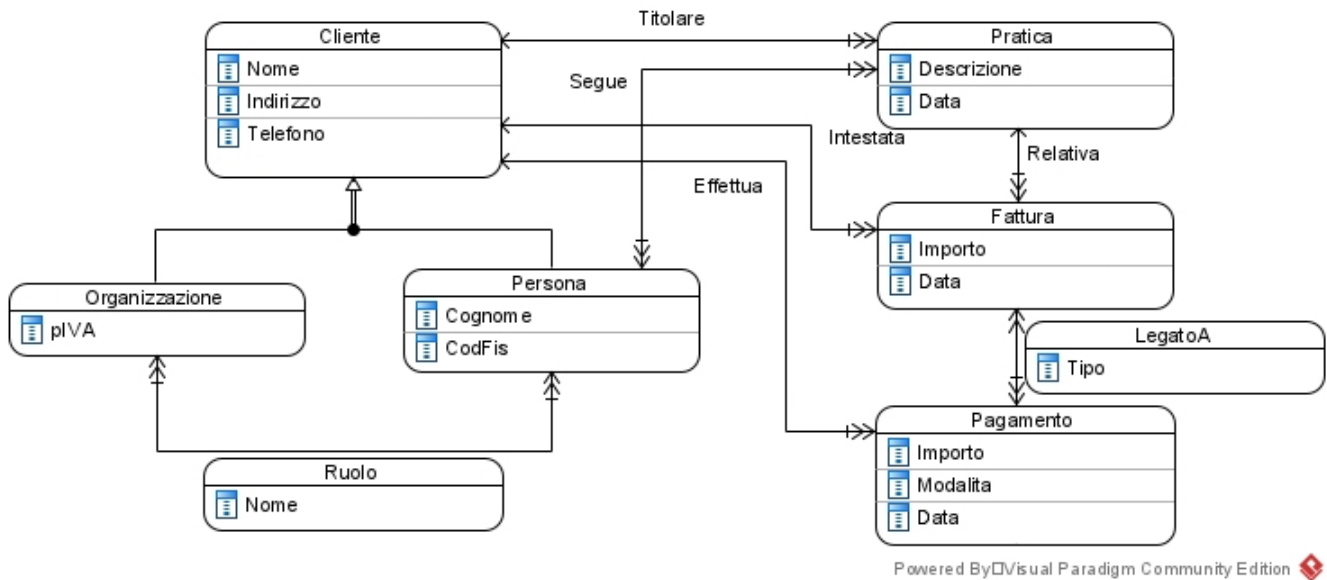 Titolare
Cliente
Nome
Indirizzo
Telefono
Pratica
Descrizione
Data
Segue
Intestata
Relativa
Effettua
Fattura
Importo
Data
Organizzazione
pIVA
Persona
Cognome
CodFis
LegatoA
Tipo
Pagamento
Importo
Modalita
Data
Ruolo
Nome
Powered By□Visual Paradigm Community Edition